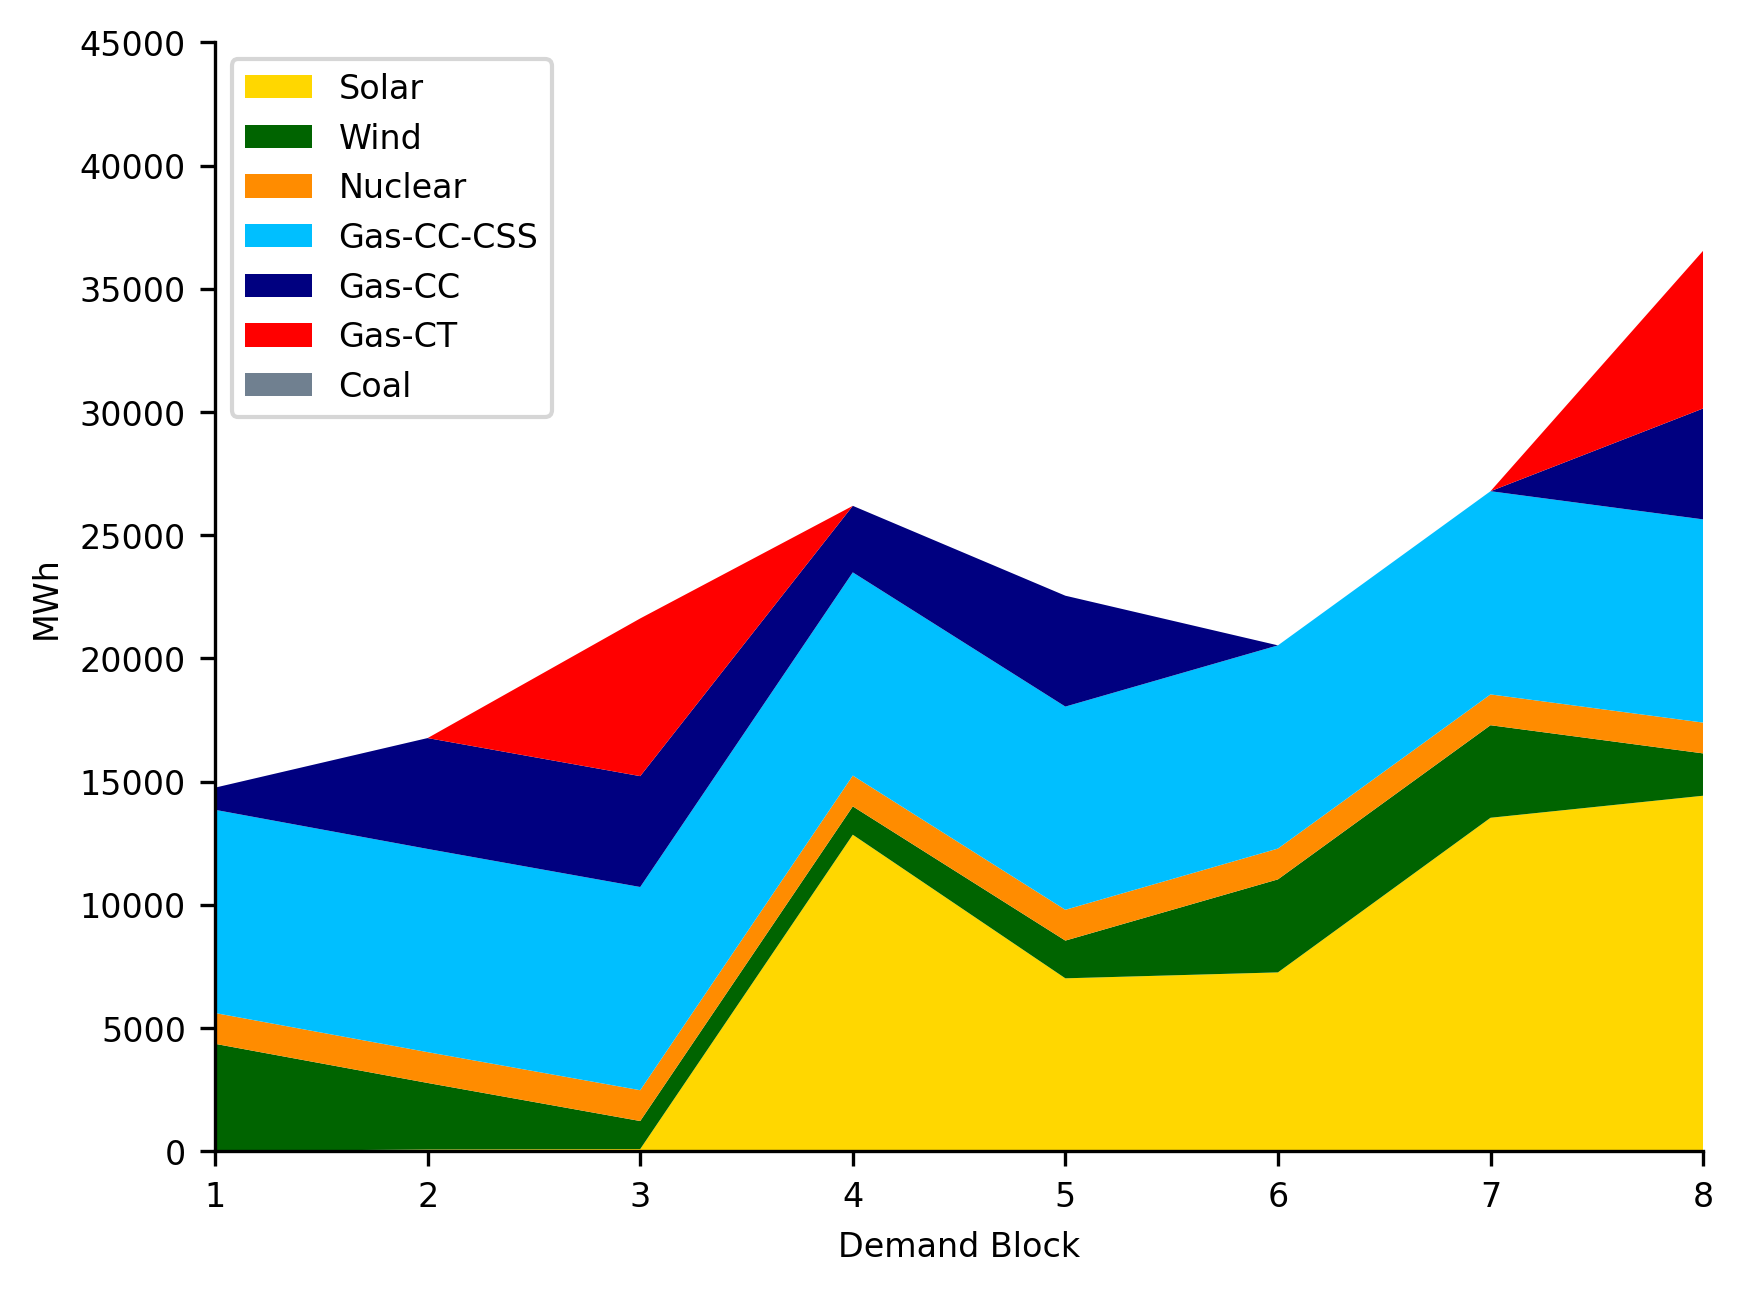 45000
40000
35000
30000
25000
20000
15000
10000
5000
0
MWh
Solar
Wind
Nuclear
Gas-CC-CSS
Gas-CC
Gas-CT
Coal
1 2 3 4 5 6 7 8
Demand Block